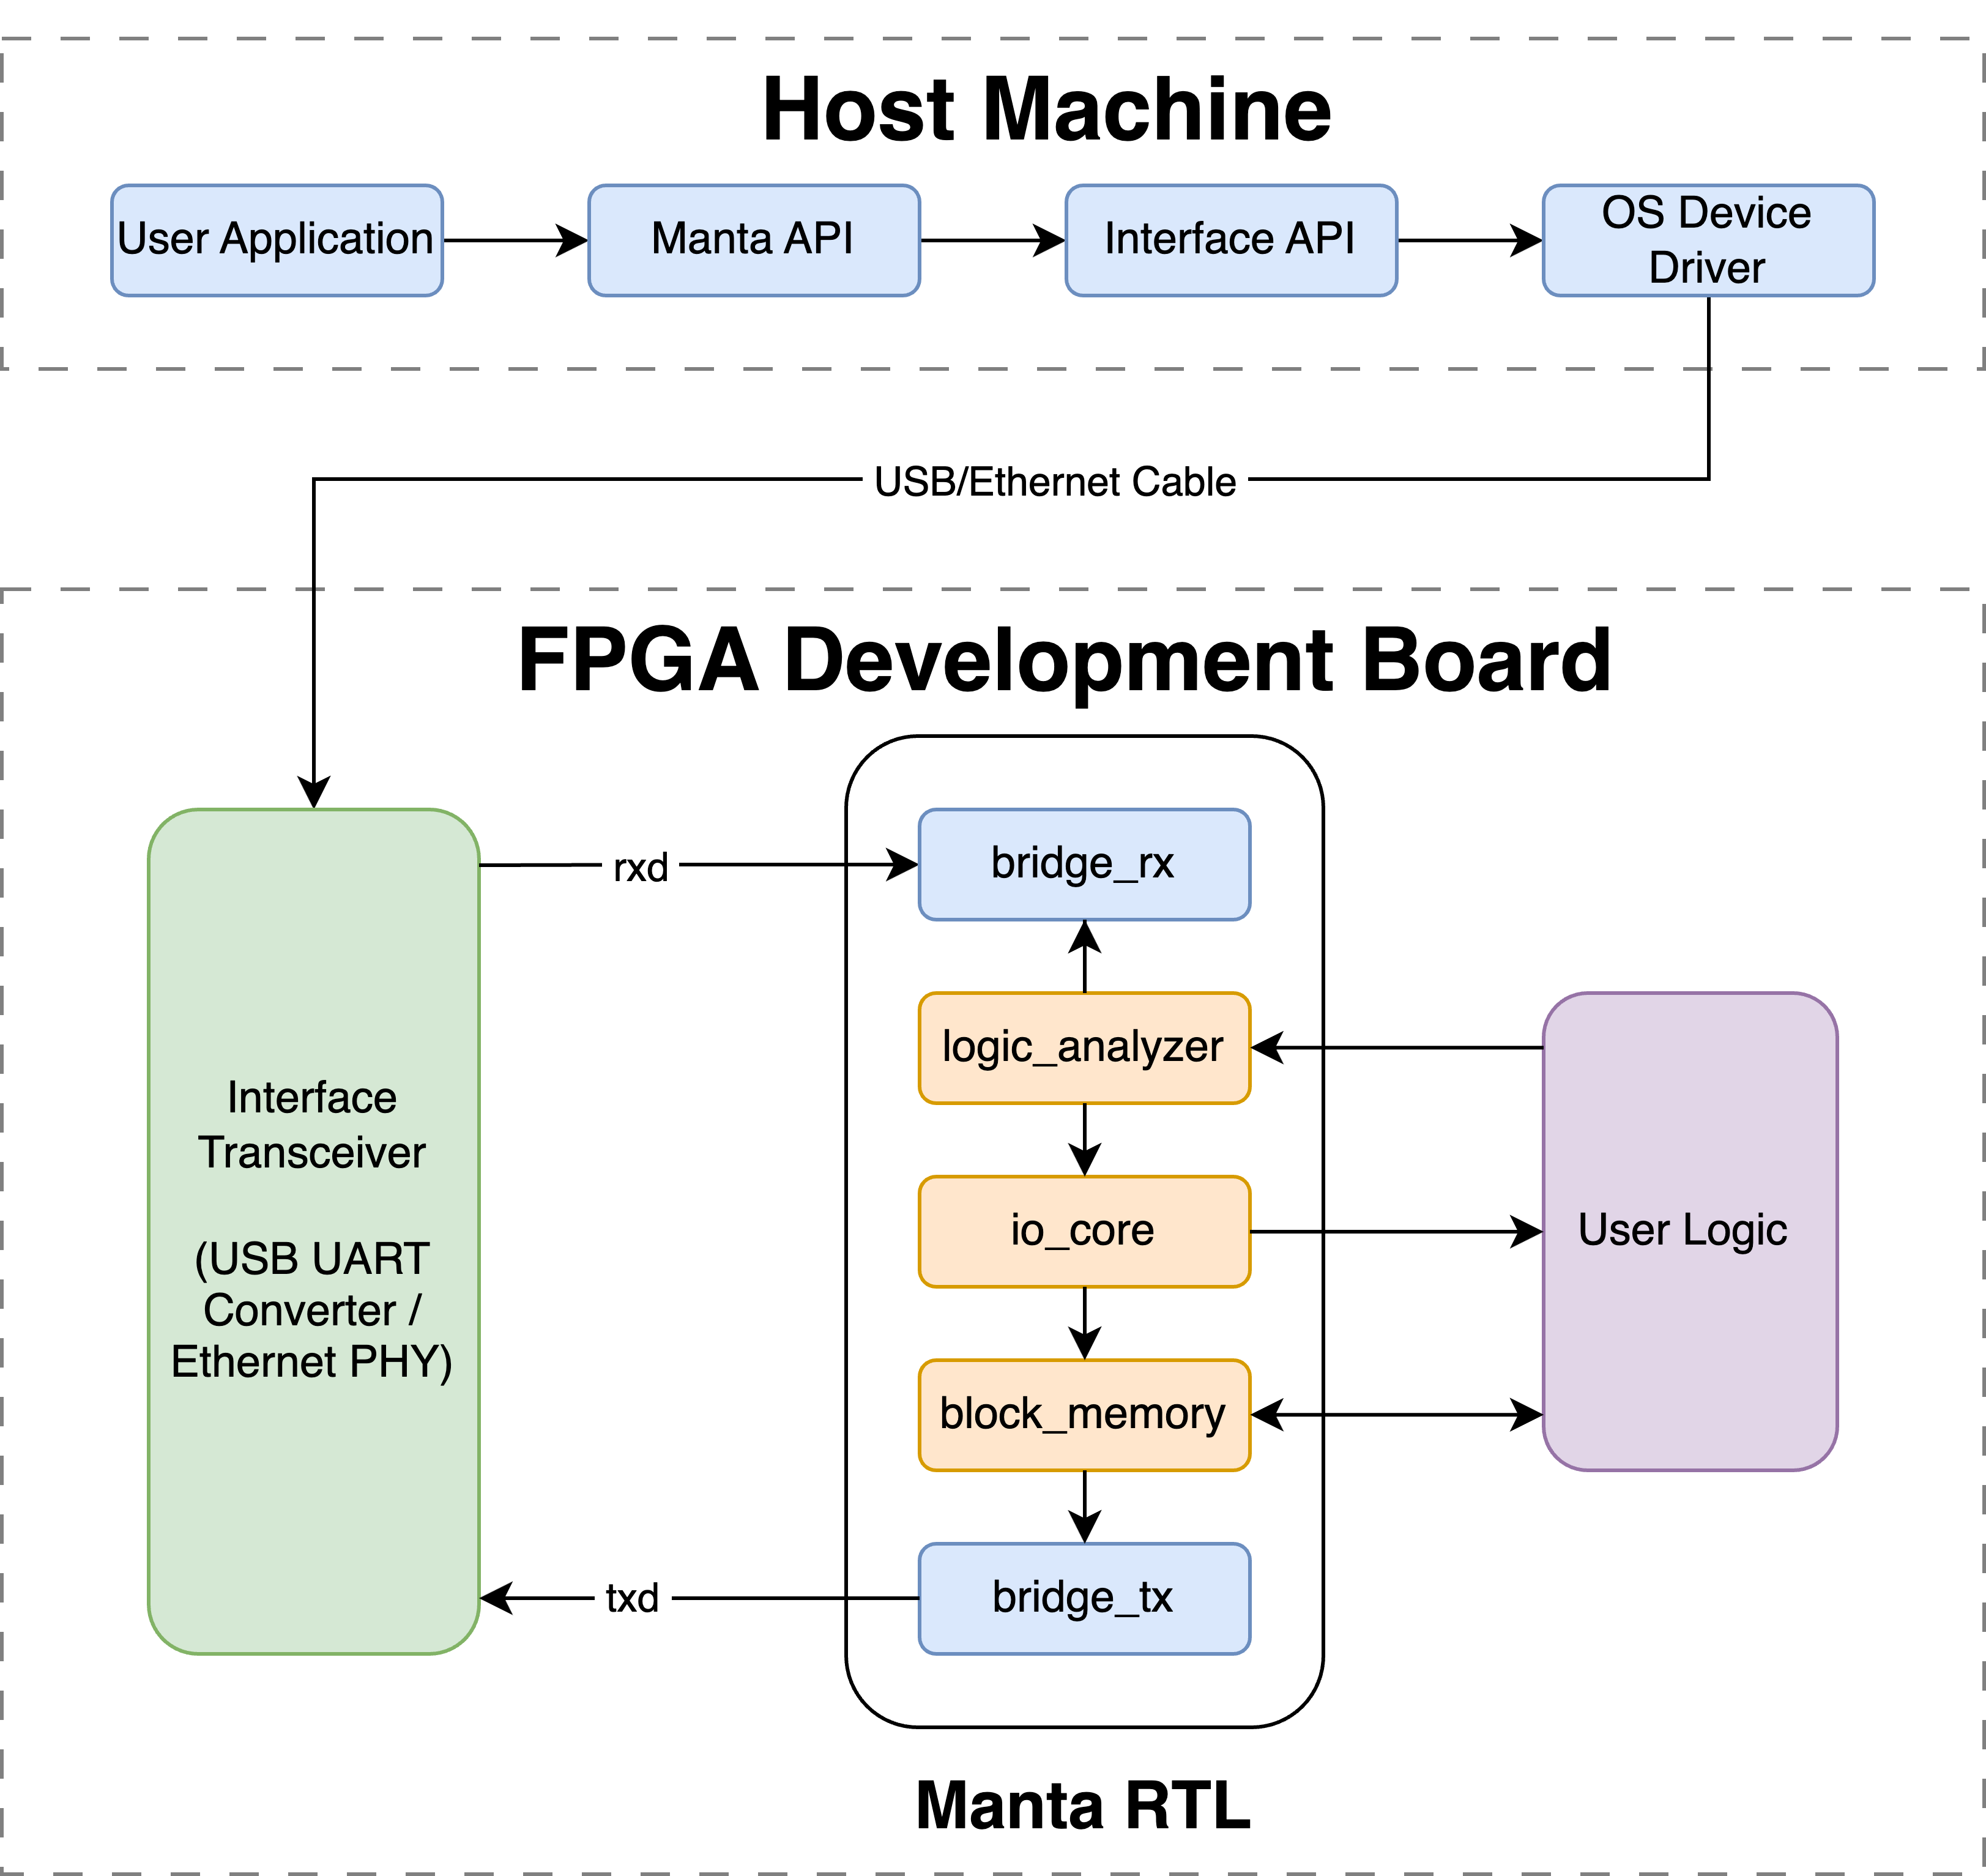 Host Machine
User Application
Manta API
Interface API
OS Device
Driver
USB/Ethernet Cable
FPGA Development Board
rxd
bridge_rx
logic_analyzer
Interface
Transceiver
(USB UART
Converter /
Ethernet PHY)
io_core
User Logic
block_memory
txd
bridge_tx
Manta RTL